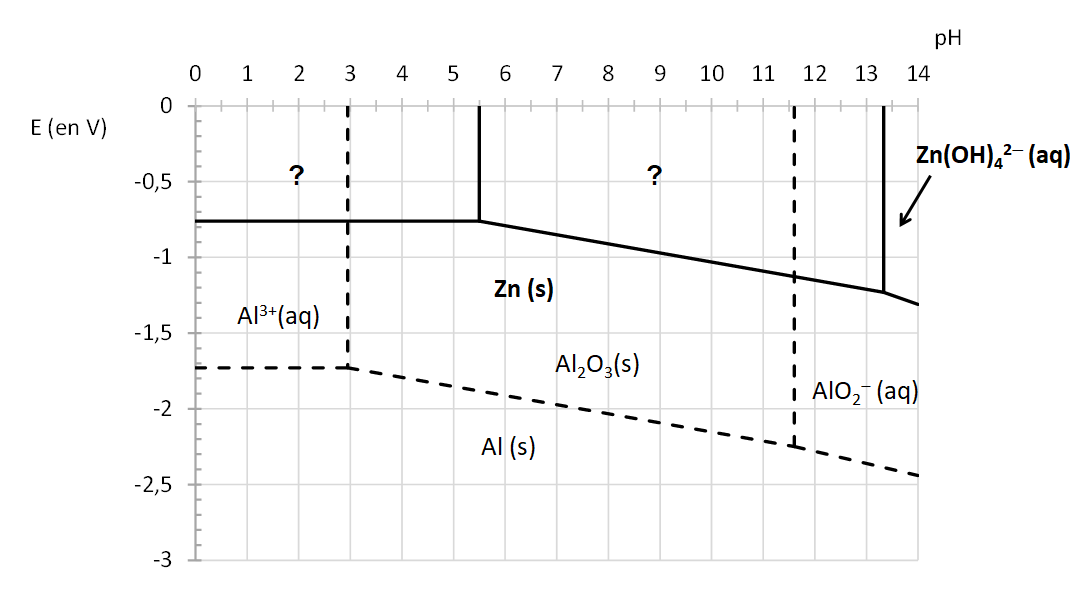 pH
0 1 2 3 4 5 6 7 8 9 10 11 12 13 14
E (en V)
0
? ?
Zn(OH)₄²⁻ (aq)
-0,5
-1
Zn (s)
Al³⁺(aq)
-1,5
Al₂O₃(s)
AlO₂⁻ (aq)
-2
Al (s)
-2,5
-3